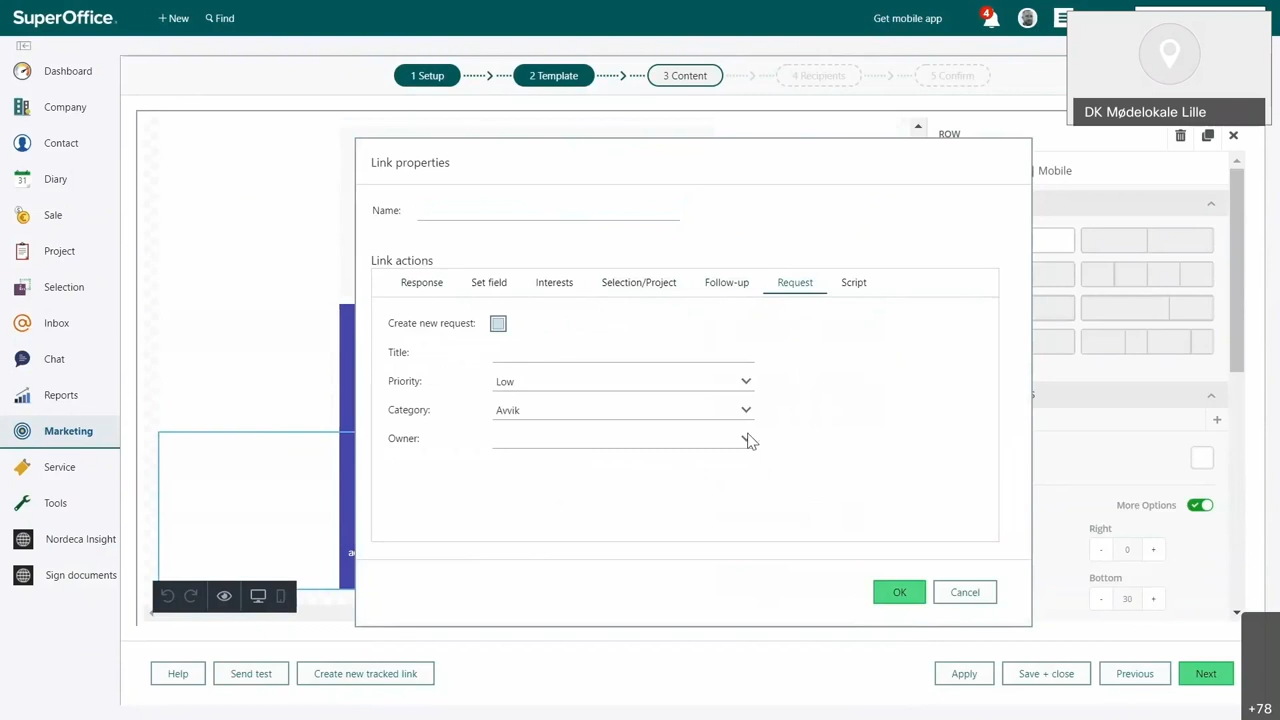 SuperOffice.
+ New
Find
Get mobile app
4
DK Mødelokale Lille
Dashboard
Company
Contact
31
Diary
Sale
Project
Selection
Inbox
Chat
Reports
Marketing
Service
Tools
Nordeca Insight
Sign documents
1 Setup
2 Template
3 Content
4 Recipients
5 Confirm
ROW
Mobile
Link properties
Name:
Link actions
Response
Set field
Interests
Selection/Project
Follow-up
Request
Script
Create new request:
Title:
Priority:
Low
Category:
Avvik
Owner:
OK
Cancel
More Options
Right
- 0 +
Bottom
- 30 +
Help
Send test
Create new tracked link
Apply
Save + close
Previous
Next
+78